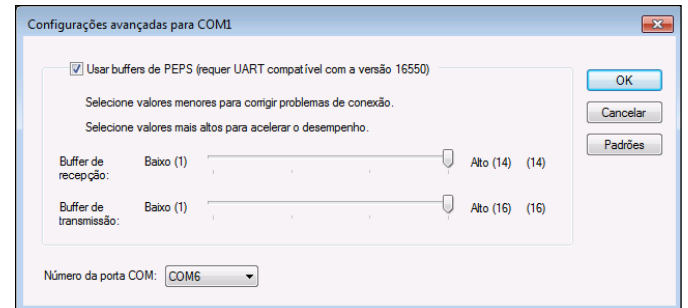 Configurações avançadas para COM1
Usar buffers de PEPS (requer UART compatível com a versão 16550)
OK
Selecione valores menores para corrigir problemas de conexão.
Cancelar
Selecione valores mais altos para acelerar o desempenho.
Padrões
Buffer de recepção: Baixo (1) Alto (14) (14)
Buffer de transmissão: Baixo (1) Alto (16) (16)
Número da porta COM: COM6